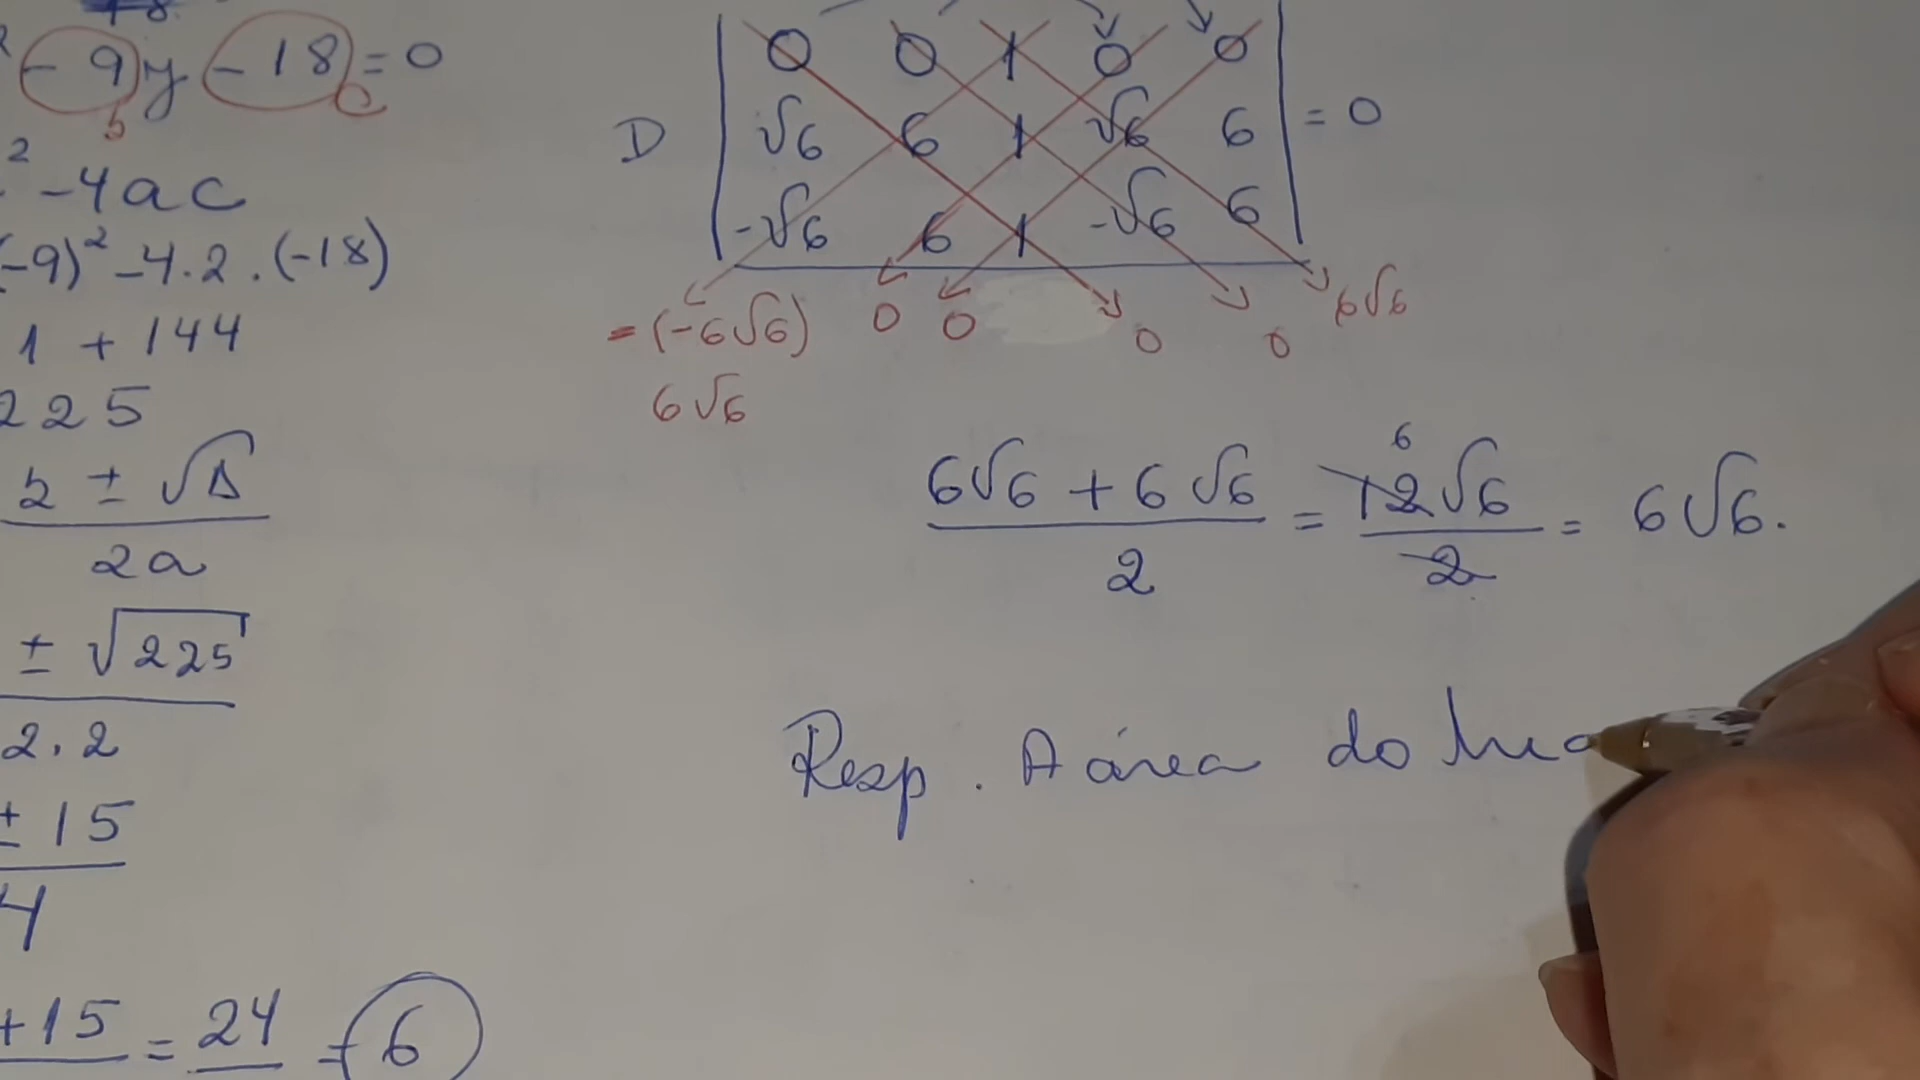 - 9y - 18 = 0
b c
² - 4ac
(-9)² - 4.2.(-18)
1 + 144
225
b ± √Δ
2a
± √225
2.2
± 15
4
+15 = 24 = 6
0 0 1 0 0
D √6 6 1 √6 6 = 0
-√6 6 1 -√6 6
= (-6√6) 0 0 0 0 6√6
6√6
6
6√6 + 6√6 = 12√6 = 6√6.
2 2
Resp. A área do